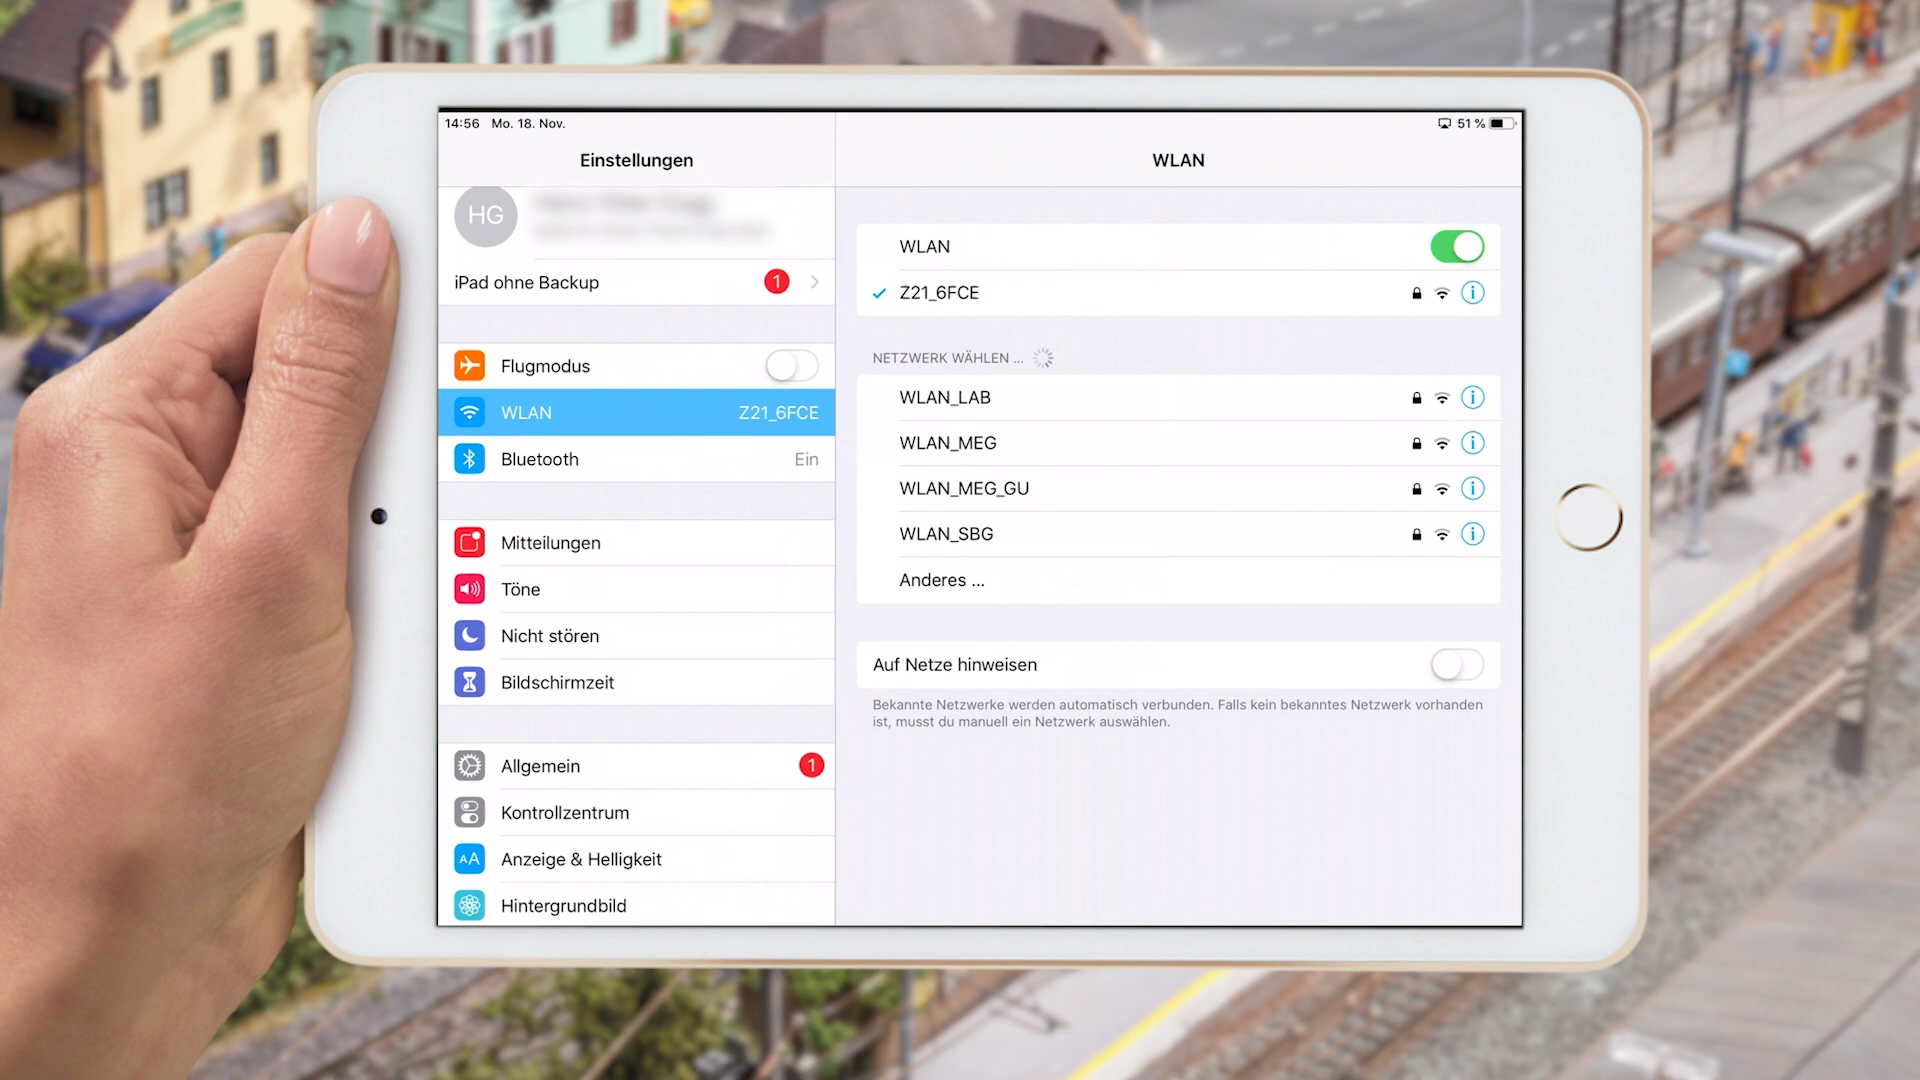 14:56 Mo. 18. Nov.
51 %
Einstellungen
HG
iPad ohne Backup 1
Flugmodus
WLAN Z21_6FCE
Bluetooth Ein
Mitteilungen
Töne
Nicht stören
Bildschirmzeit
Allgemein 1
Kontrollzentrum
AA Anzeige & Helligkeit
Hintergrundbild
WLAN
WLAN
Z21_6FCE
NETZWERK WÄHLEN ...
WLAN_LAB
WLAN_MEG
WLAN_MEG_GU
WLAN_SBG
Anderes ...
Auf Netze hinweisen
Bekannte Netzwerke werden automatisch verbunden. Falls kein bekanntes Netzwerk vorhanden
ist, musst du manuell ein Netzwerk auswählen.